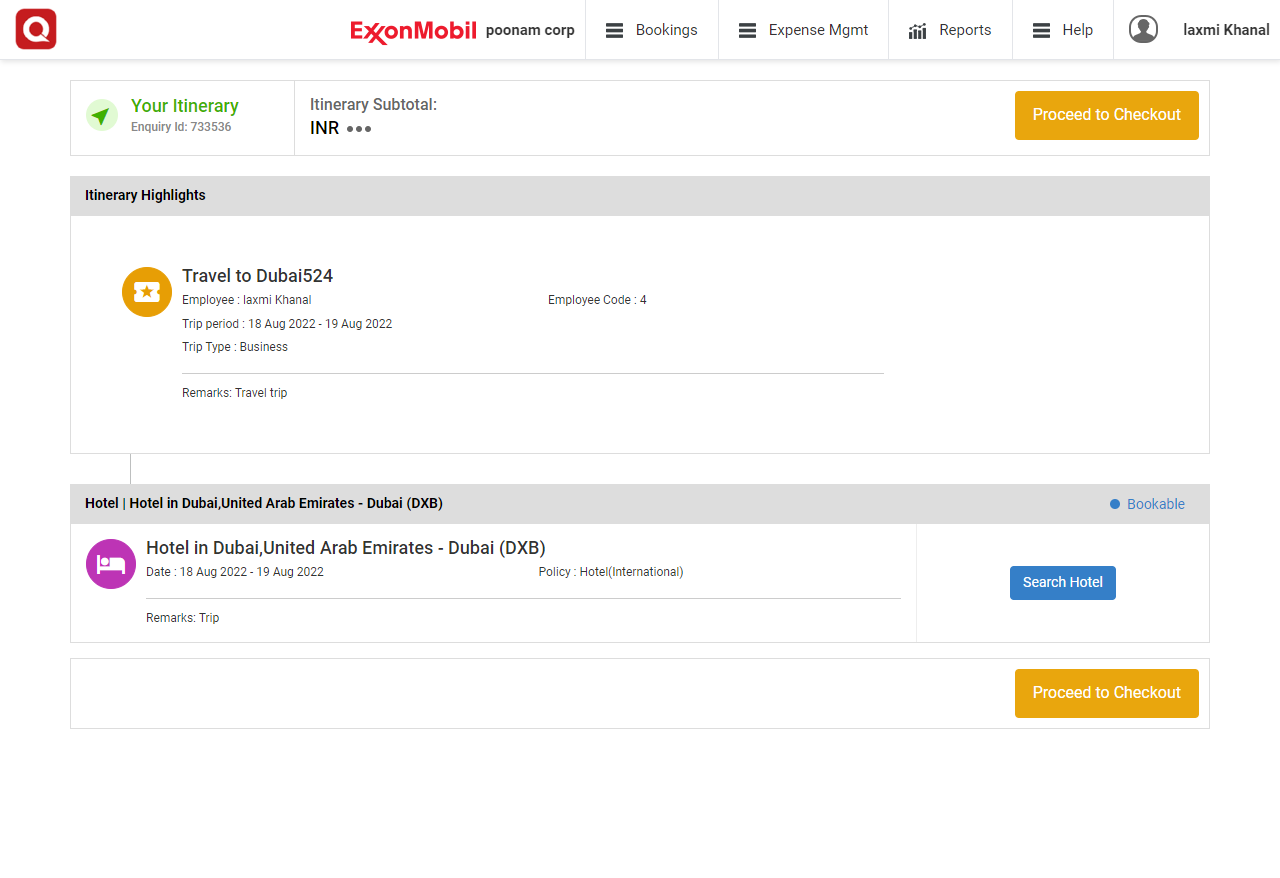 Q
ExxonMobil poonam corp
Bookings
Expense Mgmt
Reports
Help
laxmi Khanal
Your Itinerary
Enquiry Id: 733536
Itinerary Subtotal:
INR
Proceed to Checkout
Itinerary Highlights
Travel to Dubai524
Employee : laxmi Khanal
Employee Code : 4
Trip period : 18 Aug 2022 - 19 Aug 2022
Trip Type : Business
Remarks: Travel trip
Hotel | Hotel in Dubai,United Arab Emirates - Dubai (DXB)
Bookable
Hotel in Dubai,United Arab Emirates - Dubai (DXB)
Date : 18 Aug 2022 - 19 Aug 2022
Policy : Hotel(International)
Search Hotel
Remarks: Trip
Proceed to Checkout